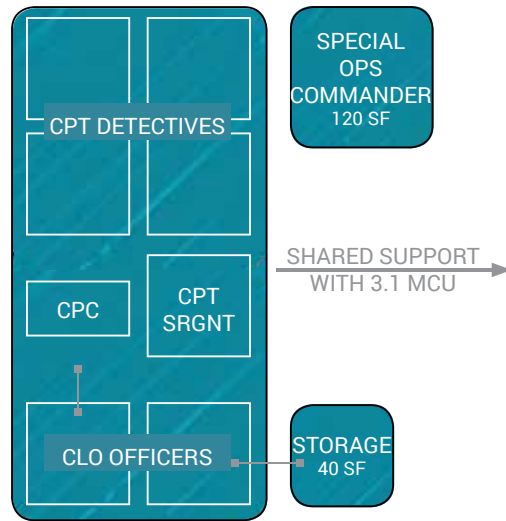 SPECIAL
OPS
COMMANDER
120 SF
CPT DETECTIVES
SHARED SUPPORT
WITH 3.1 MCU
CPC
CPT
SRGNT
CLO OFFICERS
STORAGE
40 SF